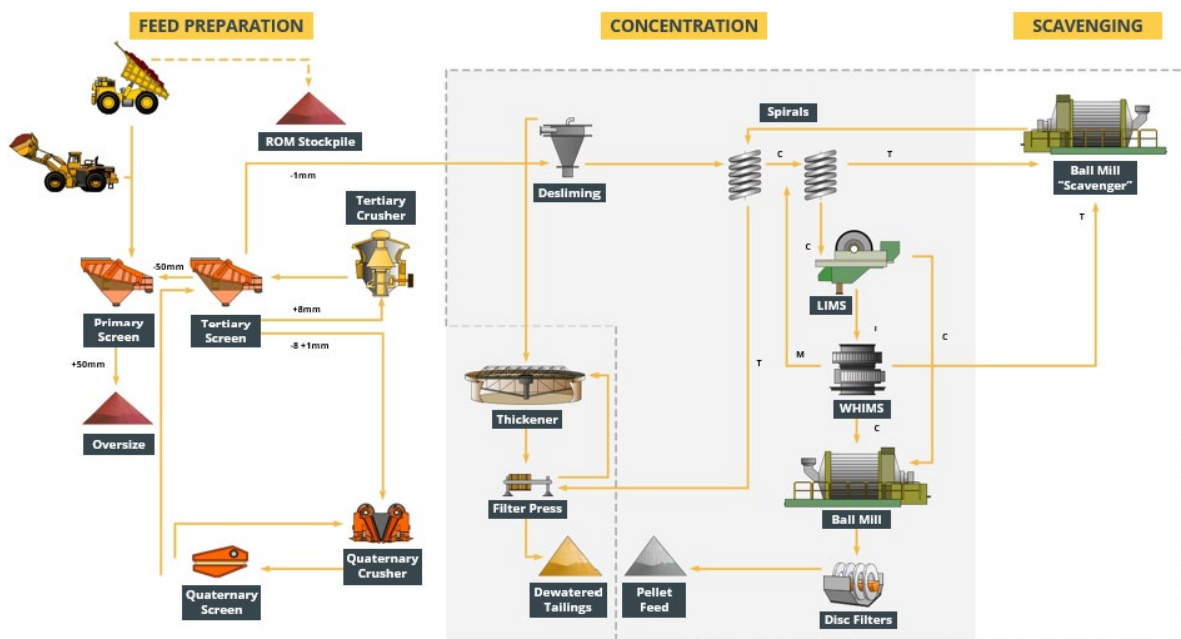 FEED PREPARATION
CONCENTRATION
SCAVENGING
ROM Stockpile
-1mm
Desliming
Spirals
C
T
Ball Mill
"Scavenger"
T
Tertiary
Crusher
-50mm
C
LIMS
Primary
Screen
Tertiary
Screen
+8mm
-8 +1mm
I
C
+50mm
M
T
WHIMS
Oversize
Thickener
C
Filter Press
Ball Mill
Quaternary
Crusher
Quaternary
Screen
Dewatered
Tailings
Pellet
Feed
Disc Filters